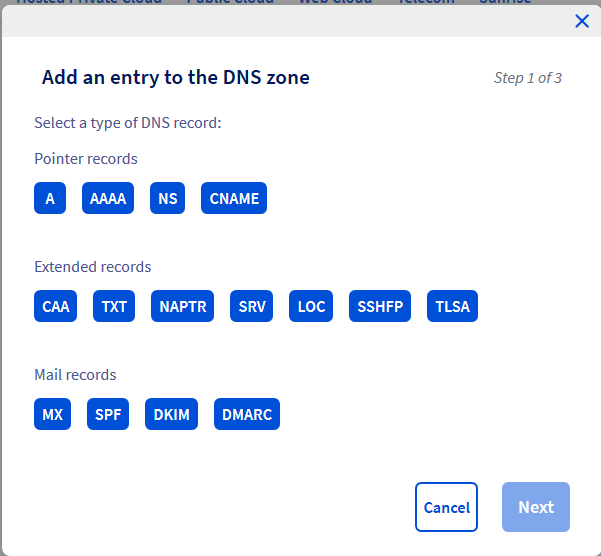 Hosted Private Cloud Public Cloud Web Cloud Telecom Sunrise
Add an entry to the DNS zone
Step 1 of 3
Select a type of DNS record:
Pointer records
A AAAA NS CNAME
Extended records
CAA TXT NAPTR SRV LOC SSHFP TLSA
Mail records
MX SPF DKIM DMARC
Cancel Next